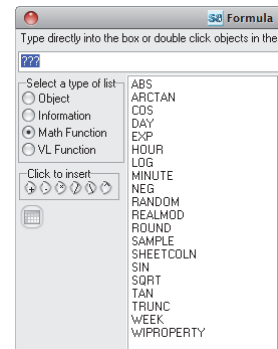 S8 Formula
Type directly into the box or double click objects in the
???
Select a type of list
Object
Information
Math Function
VL Function
Click to insert
ABS
ARCTAN
COS
DAY
EXP
HOUR
LOG
MINUTE
NEG
RANDOM
REALMOD
ROUND
SAMPLE
SHEETCOLN
SIN
SQRT
TAN
TRUNC
WEEK
WIPROPERTY